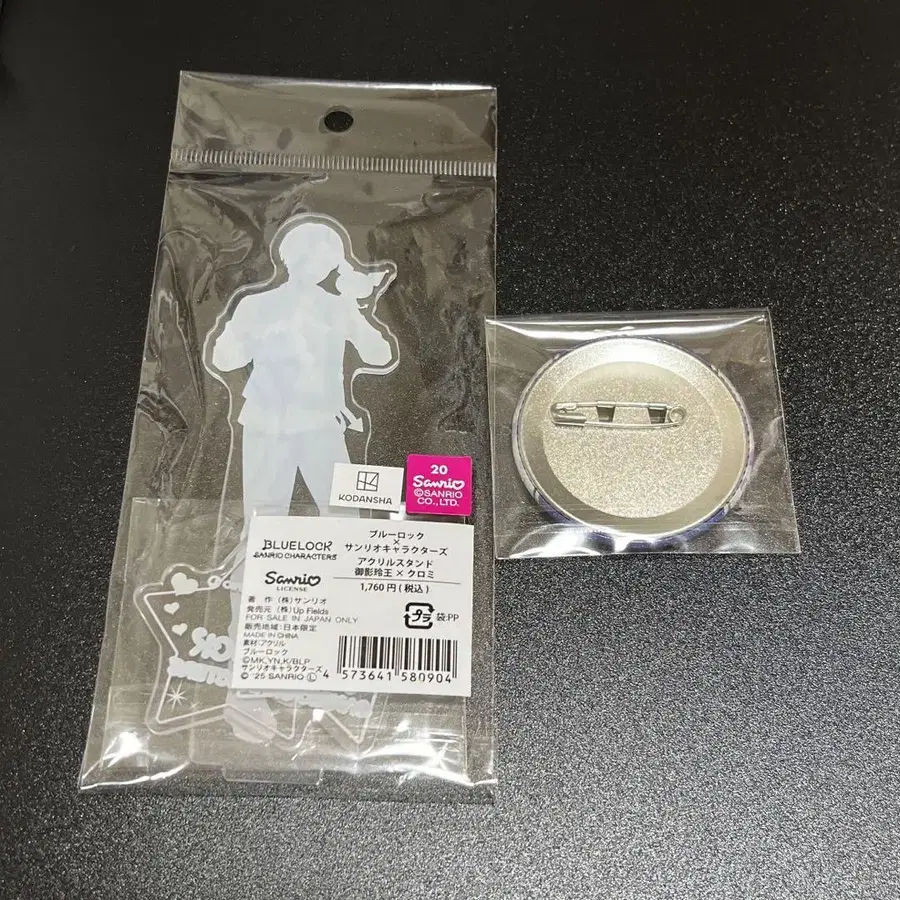 KODANSHA
20
Sanrio
©SANRIO
CO.,LTD.
BLUELOCK
SANRIO CHARACTERS
Sanrio
LICENSE
ブルーロック
×
サンリオキャラクターズ
アクリルスタンド
御影玲王×クロミ
1,760円(税込)
著 作 (株)サンリオ
発売元 (株)Up Fields
FOR SALE IN JAPAN ONLY
販売地域:日本限定
MADE IN CHINA
素材:アクリル
ブルーロック
©MK,YN,K/BLP
サンリオキャラクターズ
©'25 SANRIO Ⓛ
プラ
袋:PP
4 573641 580904